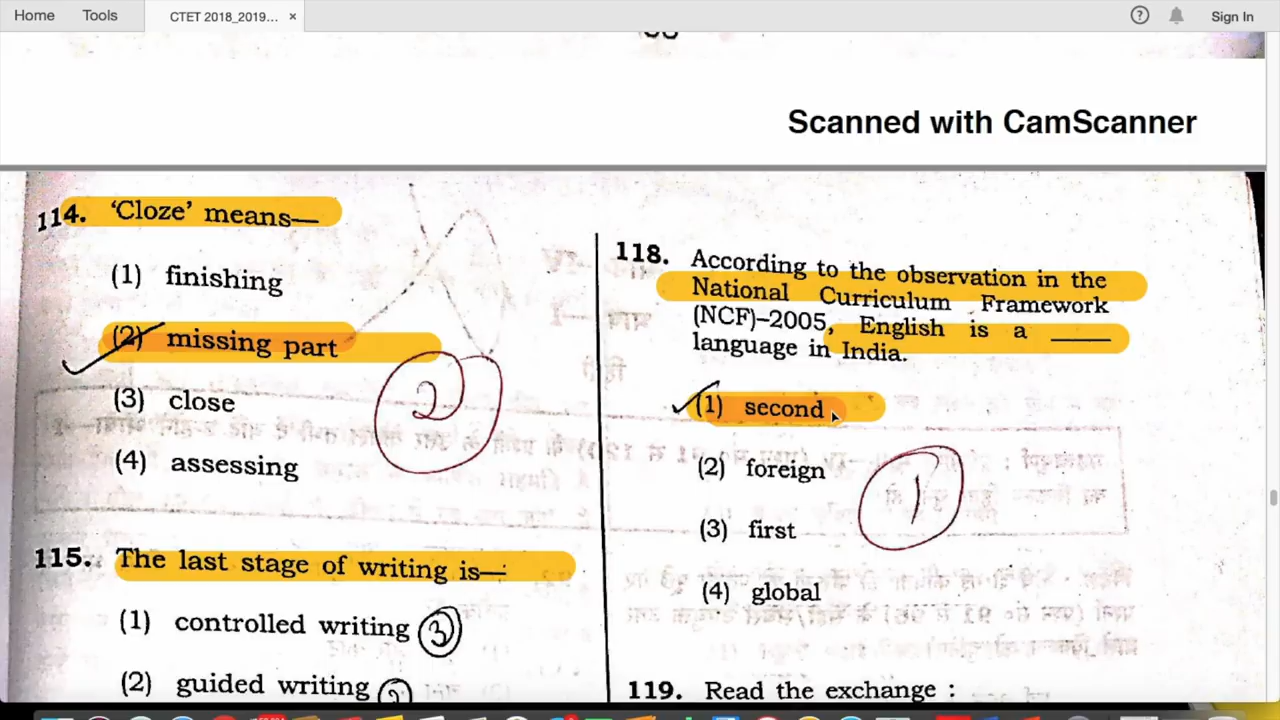 Home Tools CTET 2018_2019... × Sign In
Scanned with CamScanner
114. 'Cloze' means—
(1) finishing
(2) missing part
(3) close
(4) assessing
2
115. The last stage of writing is—
(1) controlled writing 3
(2) guided writing
118. According to the observation in the
National Curriculum Framework
(NCF)–2005, English is a _____
language in India.
(1) second
(2) foreign
1
(3) first
(4) global
119. Read the exchange :